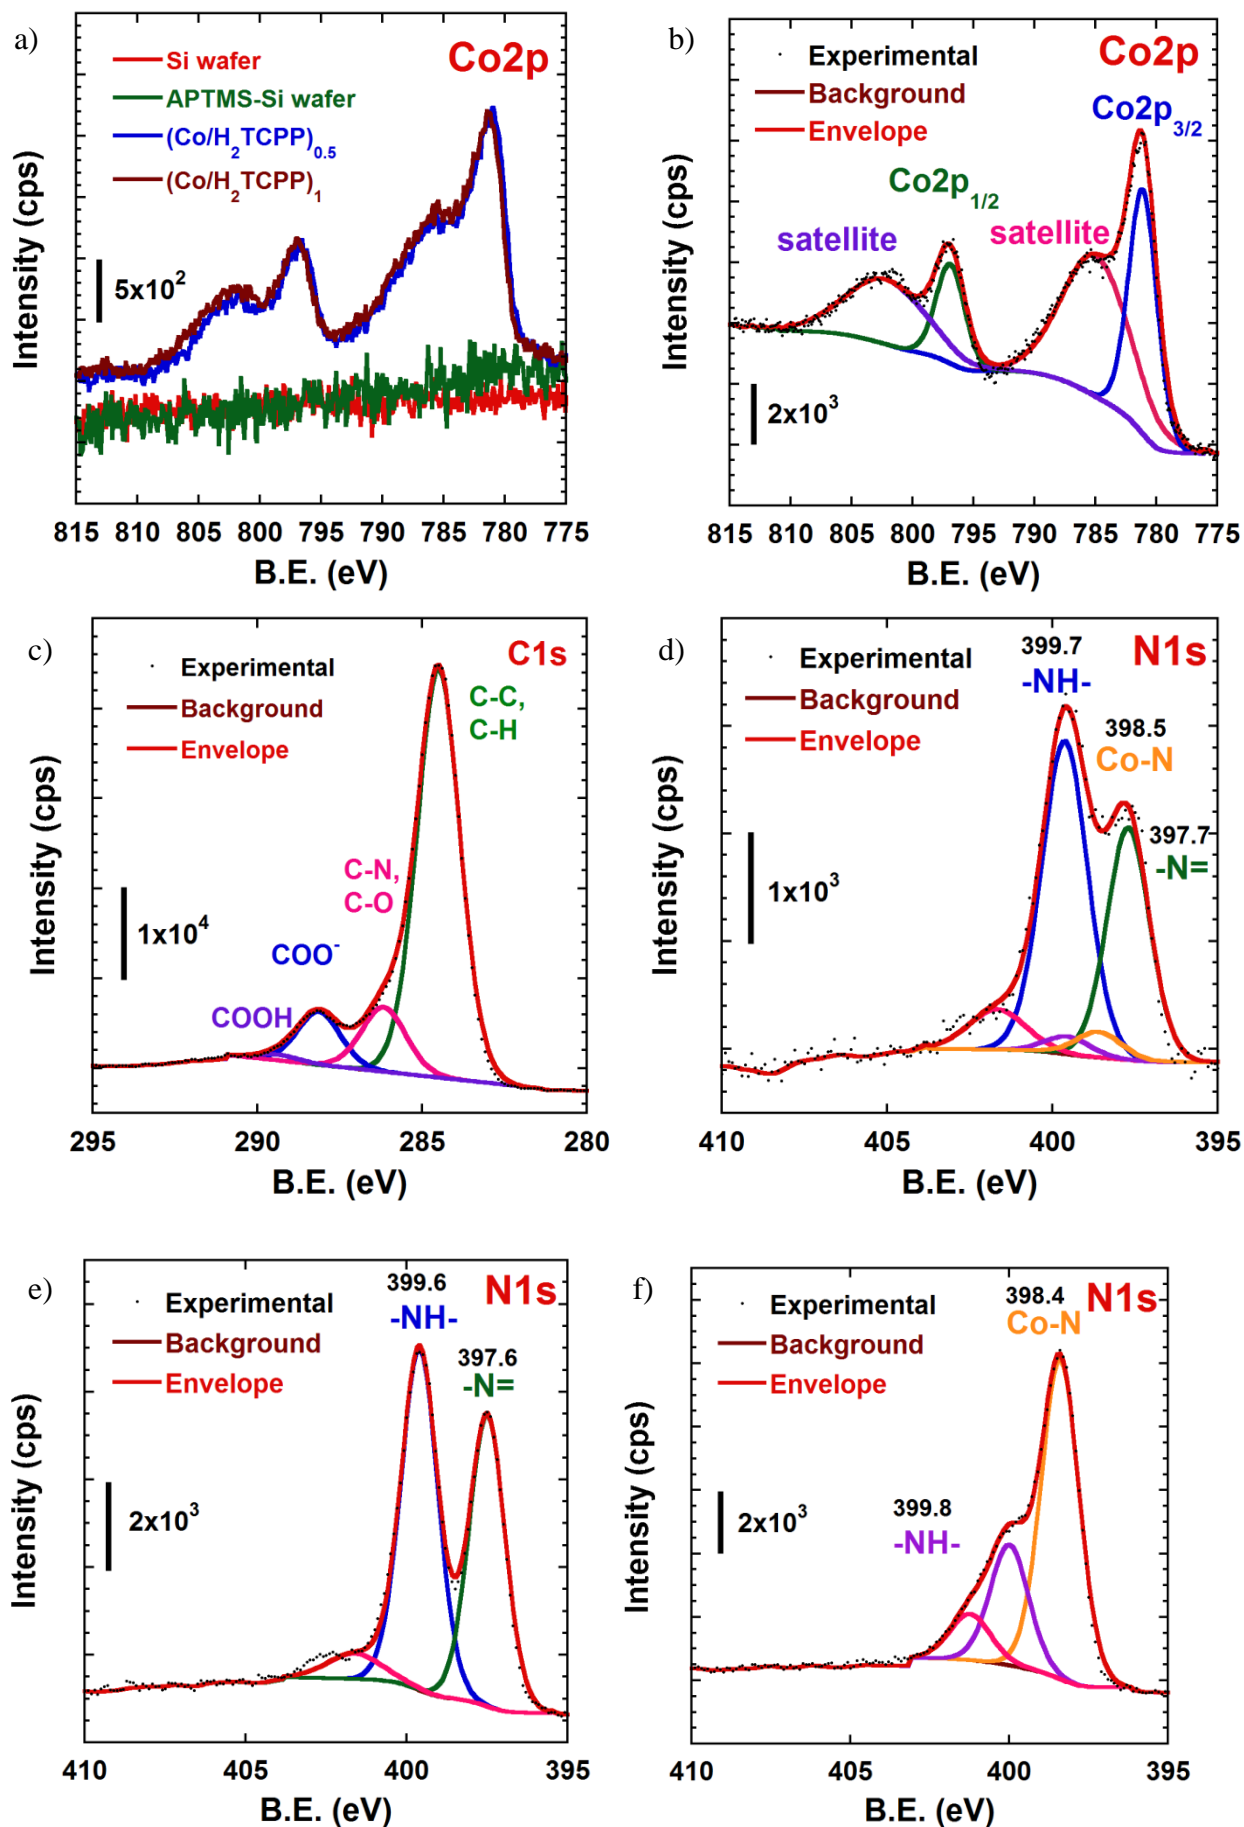 a)
Si wafer
APTMS-Si wafer
(Co/H2TCPP)0.5
(Co/H2TCPP)1
Co2p
Intensity (cps)
5x10²
815 810 805 800 795 790 785 780 775
B.E. (eV)
b)
Experimental
Background
Envelope
Co2p
Co2p3/2
Co2p1/2
satellite
satellite
Intensity (cps)
2x10³
815 810 805 800 795 790 785 780 775
B.E. (eV)
c)
Experimental
Background
Envelope
C1s
C-C,
C-H
C-N,
C-O
COO⁻
COOH
Intensity (cps)
1x10⁴
295 290 285 280
B.E. (eV)
d)
Experimental
Background
Envelope
N1s
399.7
-NH-
398.5
Co-N
397.7
-N=
Intensity (cps)
1x10³
410 405 400 395
B.E. (eV)
e)
Experimental
Background
Envelope
N1s
399.6
-NH-
397.6
-N=
Intensity (cps)
2x10³
410 405 400 395
B.E. (eV)
f)
Experimental
Background
Envelope
N1s
398.4
Co-N
399.8
-NH-
Intensity (cps)
2x10³
410 405 400 395
B.E. (eV)